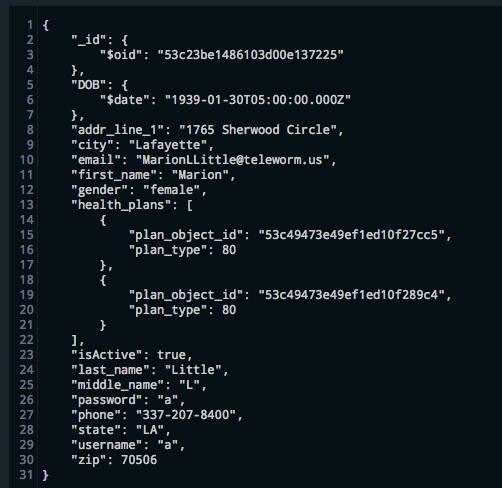 1 {
2 "_id": {
3 "$oid": "53c23be1486103d00e137225"
4 },
5 "DOB": {
6 "$date": "1939-01-30T05:00:00.000Z"
7 },
8 "addr_line_1": "1765 Sherwood Circle",
9 "city": "Lafayette",
10 "email": "MarionLLittle@teleworm.us",
11 "first_name": "Marion",
12 "gender": "female",
13 "health_plans": [
14 {
15 "plan_object_id": "53c49473e49ef1ed10f27cc5",
16 "plan_type": 80
17 },
18 {
19 "plan_object_id": "53c49473e49ef1ed10f289c4",
20 "plan_type": 80
21 }
22 ],
23 "isActive": true,
24 "last_name": "Little",
25 "middle_name": "L",
26 "password": "a",
27 "phone": "337-207-8400",
28 "state": "LA",
29 "username": "a",
30 "zip": 70506
31 }